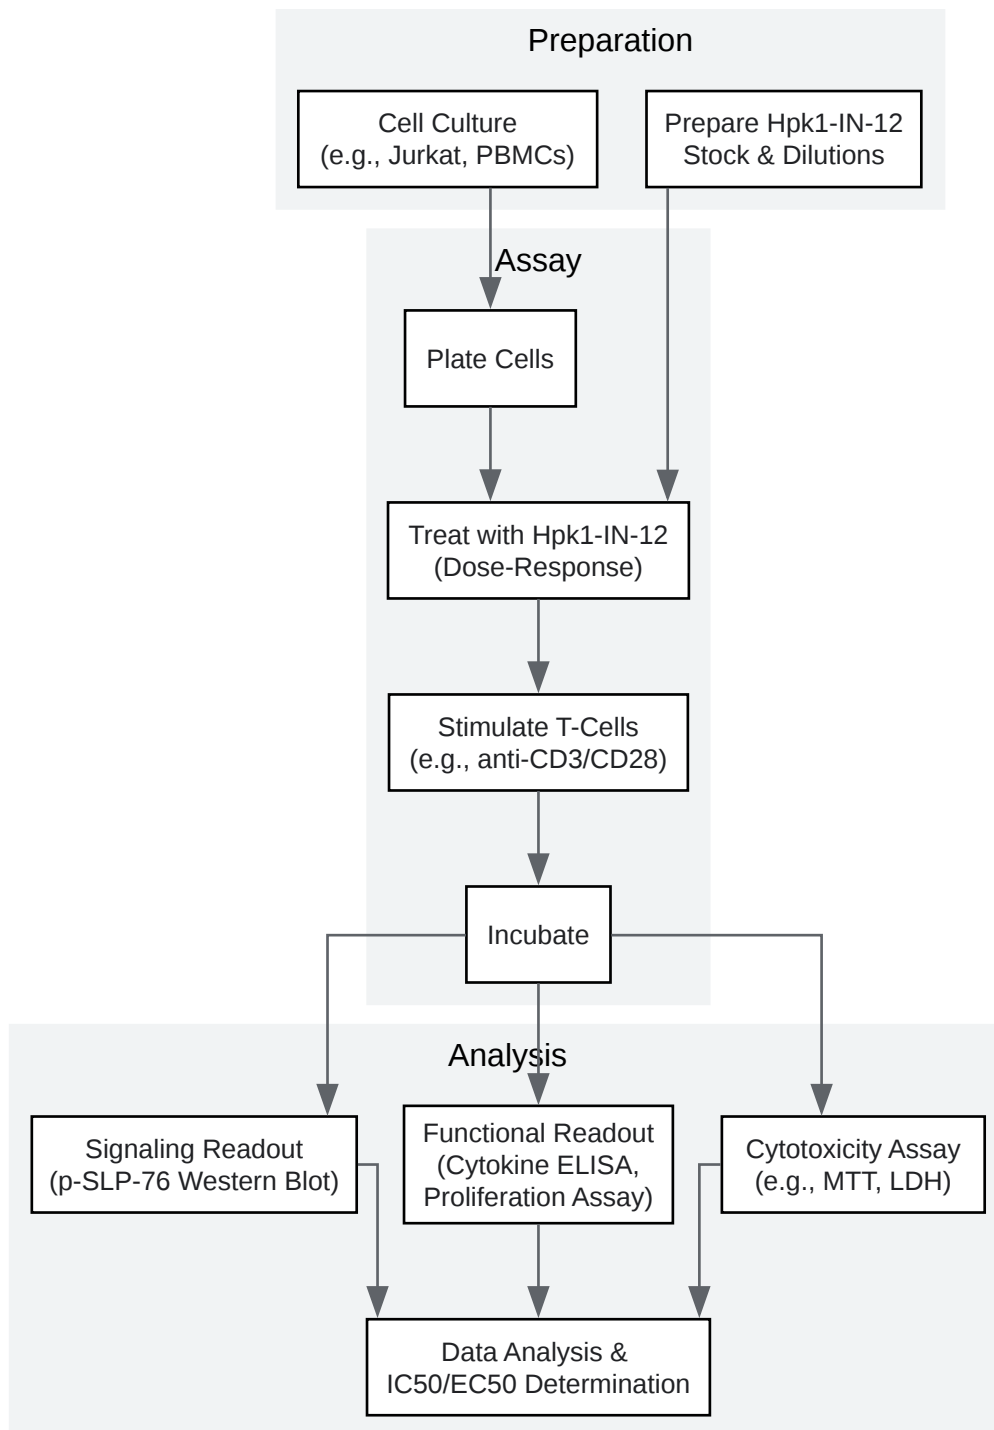 Preparation
Cell Culture
(e.g., Jurkat, PBMCs)
Prepare Hpk1-IN-12
Stock & Dilutions
Assay
Plate Cells
Treat with Hpk1-IN-12
(Dose-Response)
Stimulate T-Cells
(e.g., anti-CD3/CD28)
Incubate
Analysis
Signaling Readout
(p-SLP-76 Western Blot)
Functional Readout
(Cytokine ELISA,
Proliferation Assay)
Cytotoxicity Assay
(e.g., MTT, LDH)
Data Analysis &
IC50/EC50 Determination